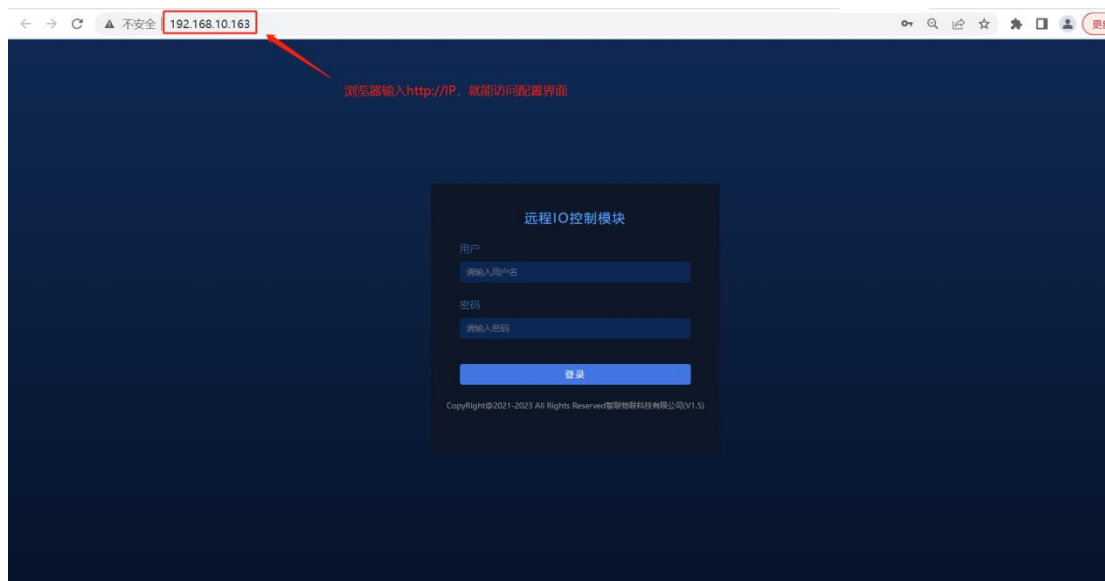 不安全 192.168.10.163
浏览器输入http://IP，就能访问配置界面
远程IO控制模块
用户
请输入用户名
密码
请输入密码
登录
CopyRight@2021-2023 All Rights Reserved智联物联科技有限公司(V1.5)